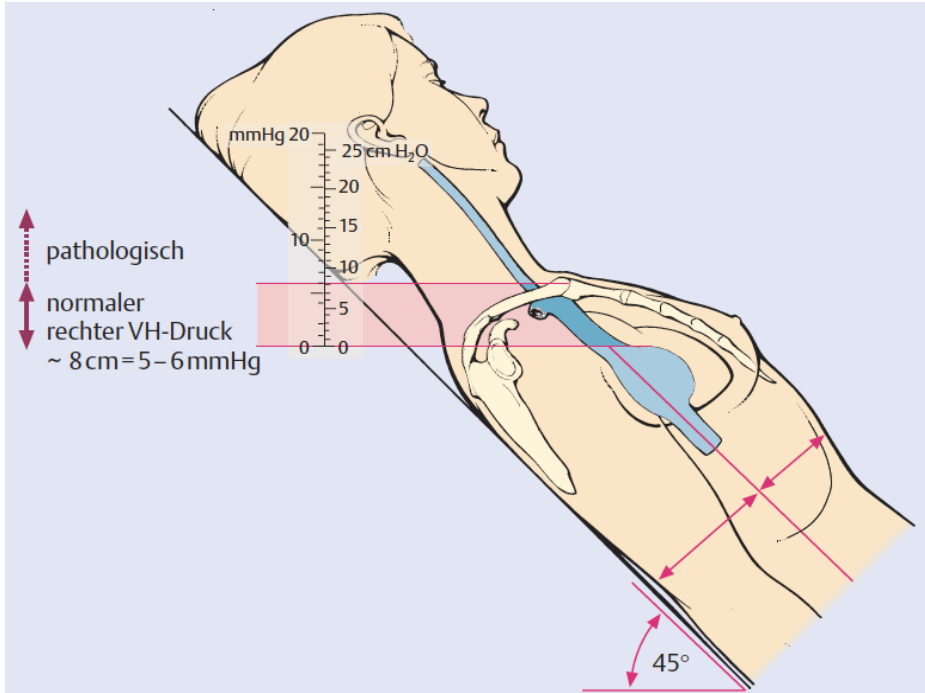 mmHg 20
25 cm H₂O
20
15
10
10
5
0 0
pathologisch
normaler
rechter VH-Druck
~ 8 cm = 5 – 6 mmHg
45°